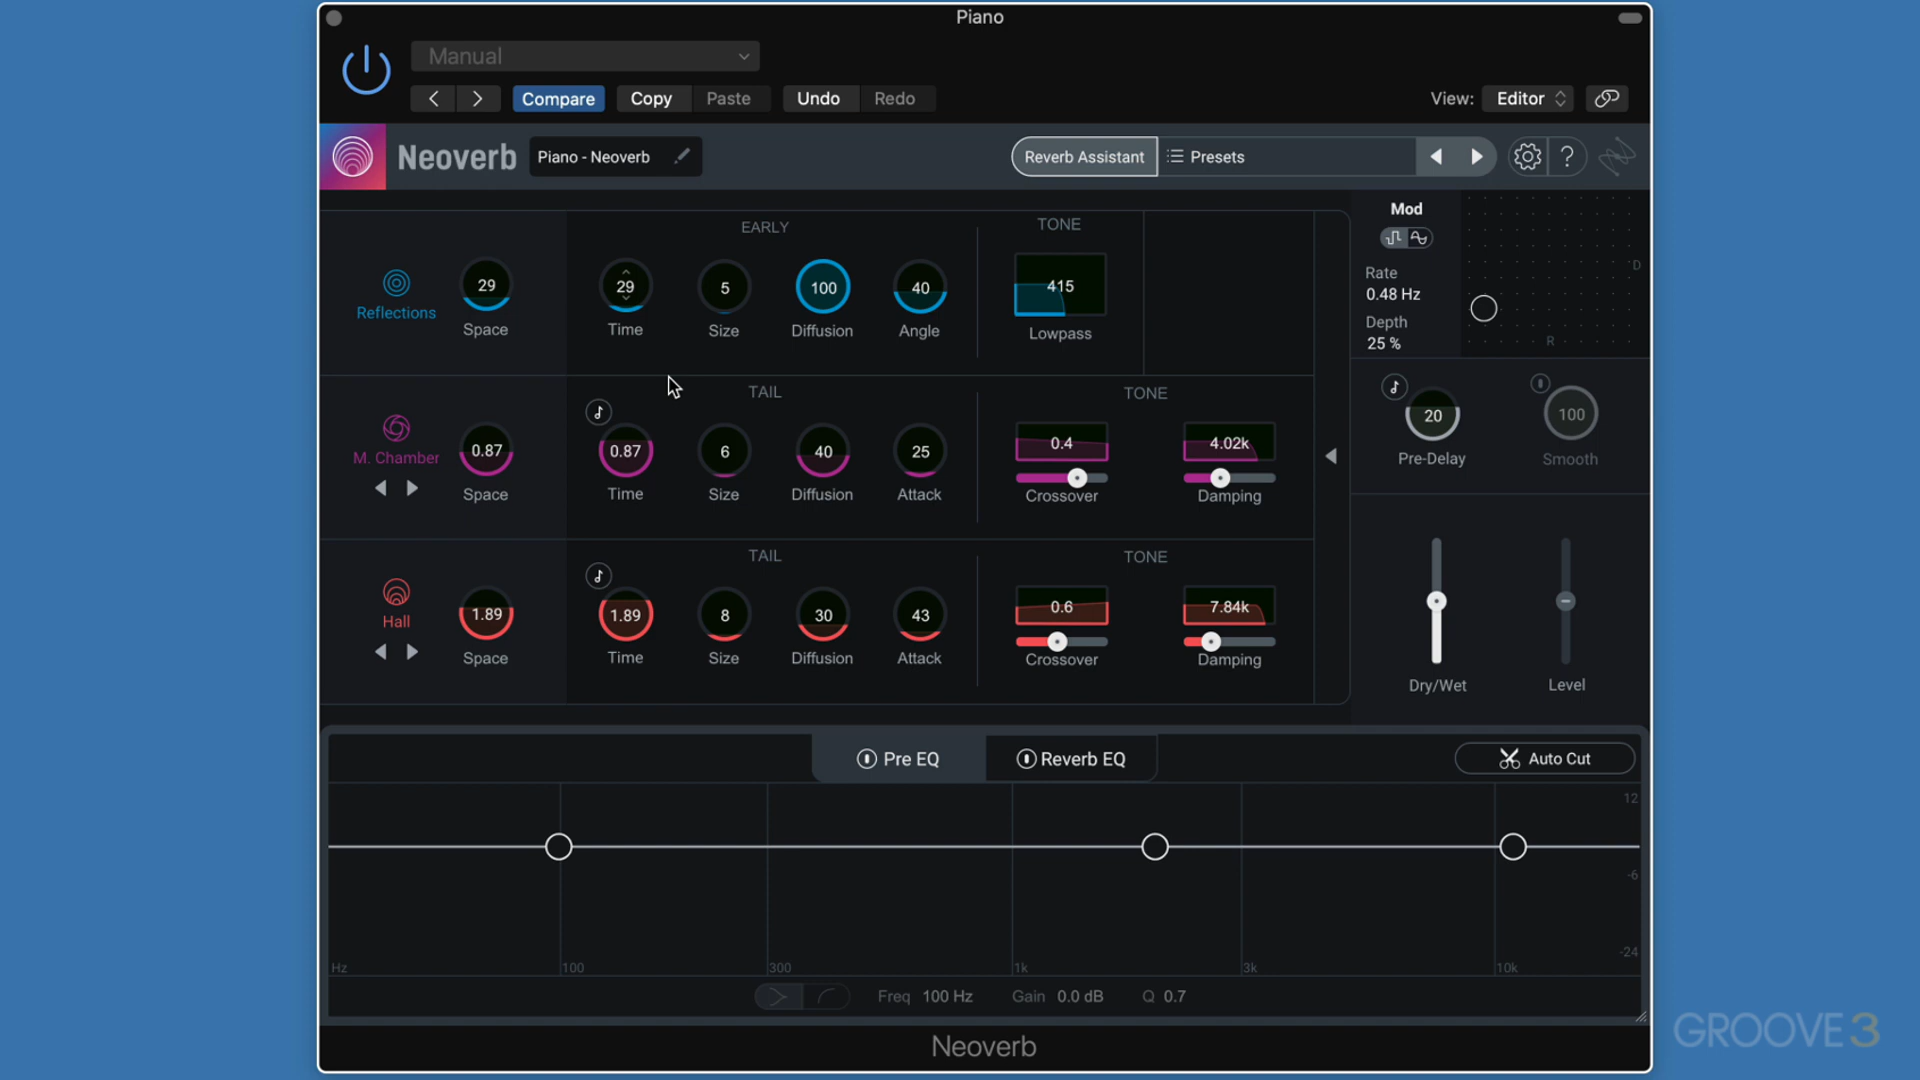 Piano
Manual
Compare Copy Paste Undo Redo View: Editor
Neoverb Piano - Neoverb Reverb Assistant Presets ?
EARLY TONE
Reflections 29 Space 29 Time 5 Size 100 Diffusion 40 Angle 415 Lowpass
Mod
Rate
0.48 Hz
Depth
25 %
D
R
TAIL TONE
M. Chamber 0.87 Space 0.87 Time 6 Size 40 Diffusion 25 Attack 0.4 Crossover 4.02k Damping
20 Pre-Delay 100 Smooth
TAIL TONE
Hall 1.89 Space 1.89 Time 8 Size 30 Diffusion 43 Attack 0.6 Crossover 7.84k Damping
Dry/Wet Level
Pre EQ Reverb EQ Auto Cut
12
-6
-24
Hz 100 300 1k 3k 10k
Freq 100 Hz Gain 0.0 dB Q 0.7
Neoverb
GROOVE3